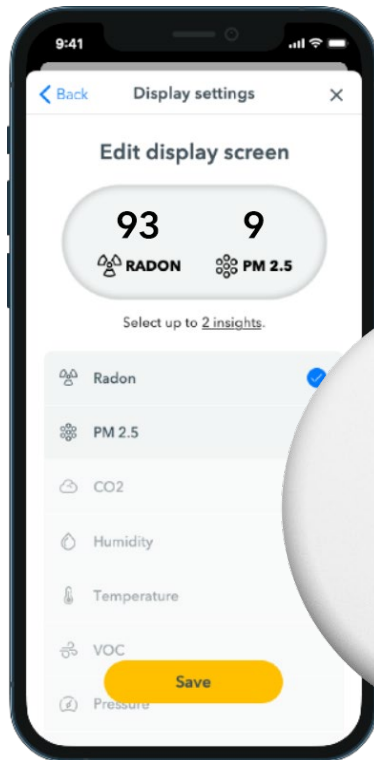 9:41
Back Display settings
Edit display screen
93 9
RADON PM 2.5
Select up to 2 insights.
Radon
PM 2.5
CO2
Humidity
Temperature
VOC
Save
Pressure